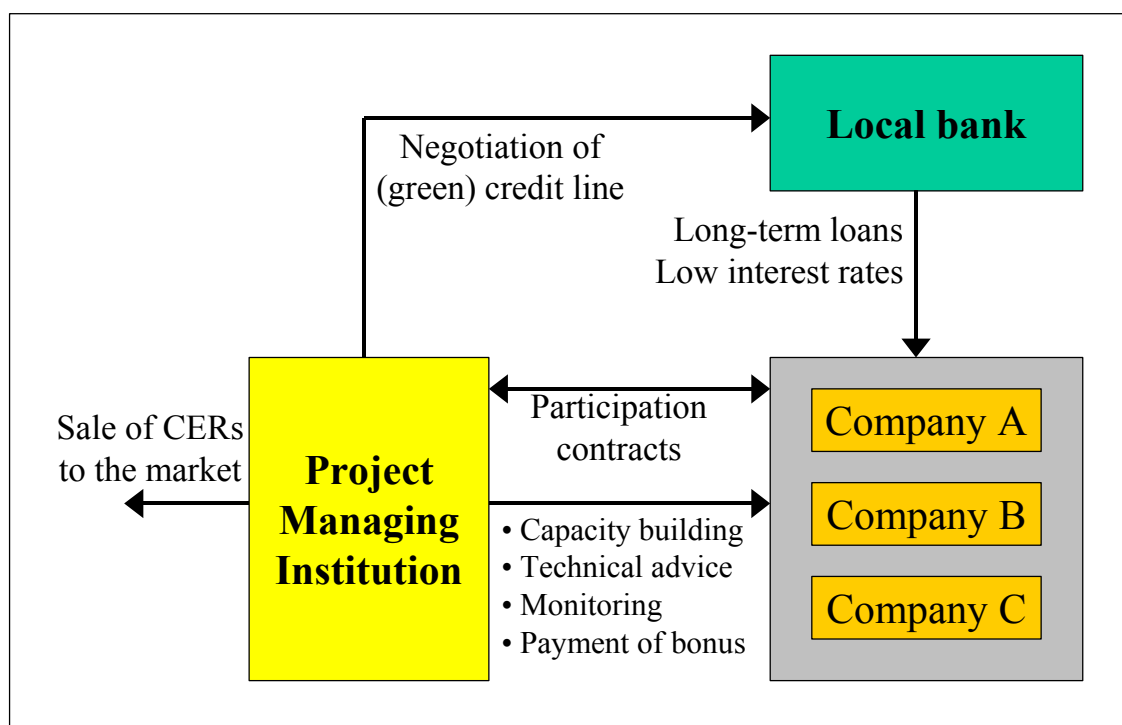 Local bank
Negotiation of
(green) credit line
Long-term loans
Low interest rates
Sale of CERs
to the market
Project
Managing
Institution
Participation
contracts
• Capacity building
• Technical advice
• Monitoring
• Payment of bonus
Company A
Company B
Company C